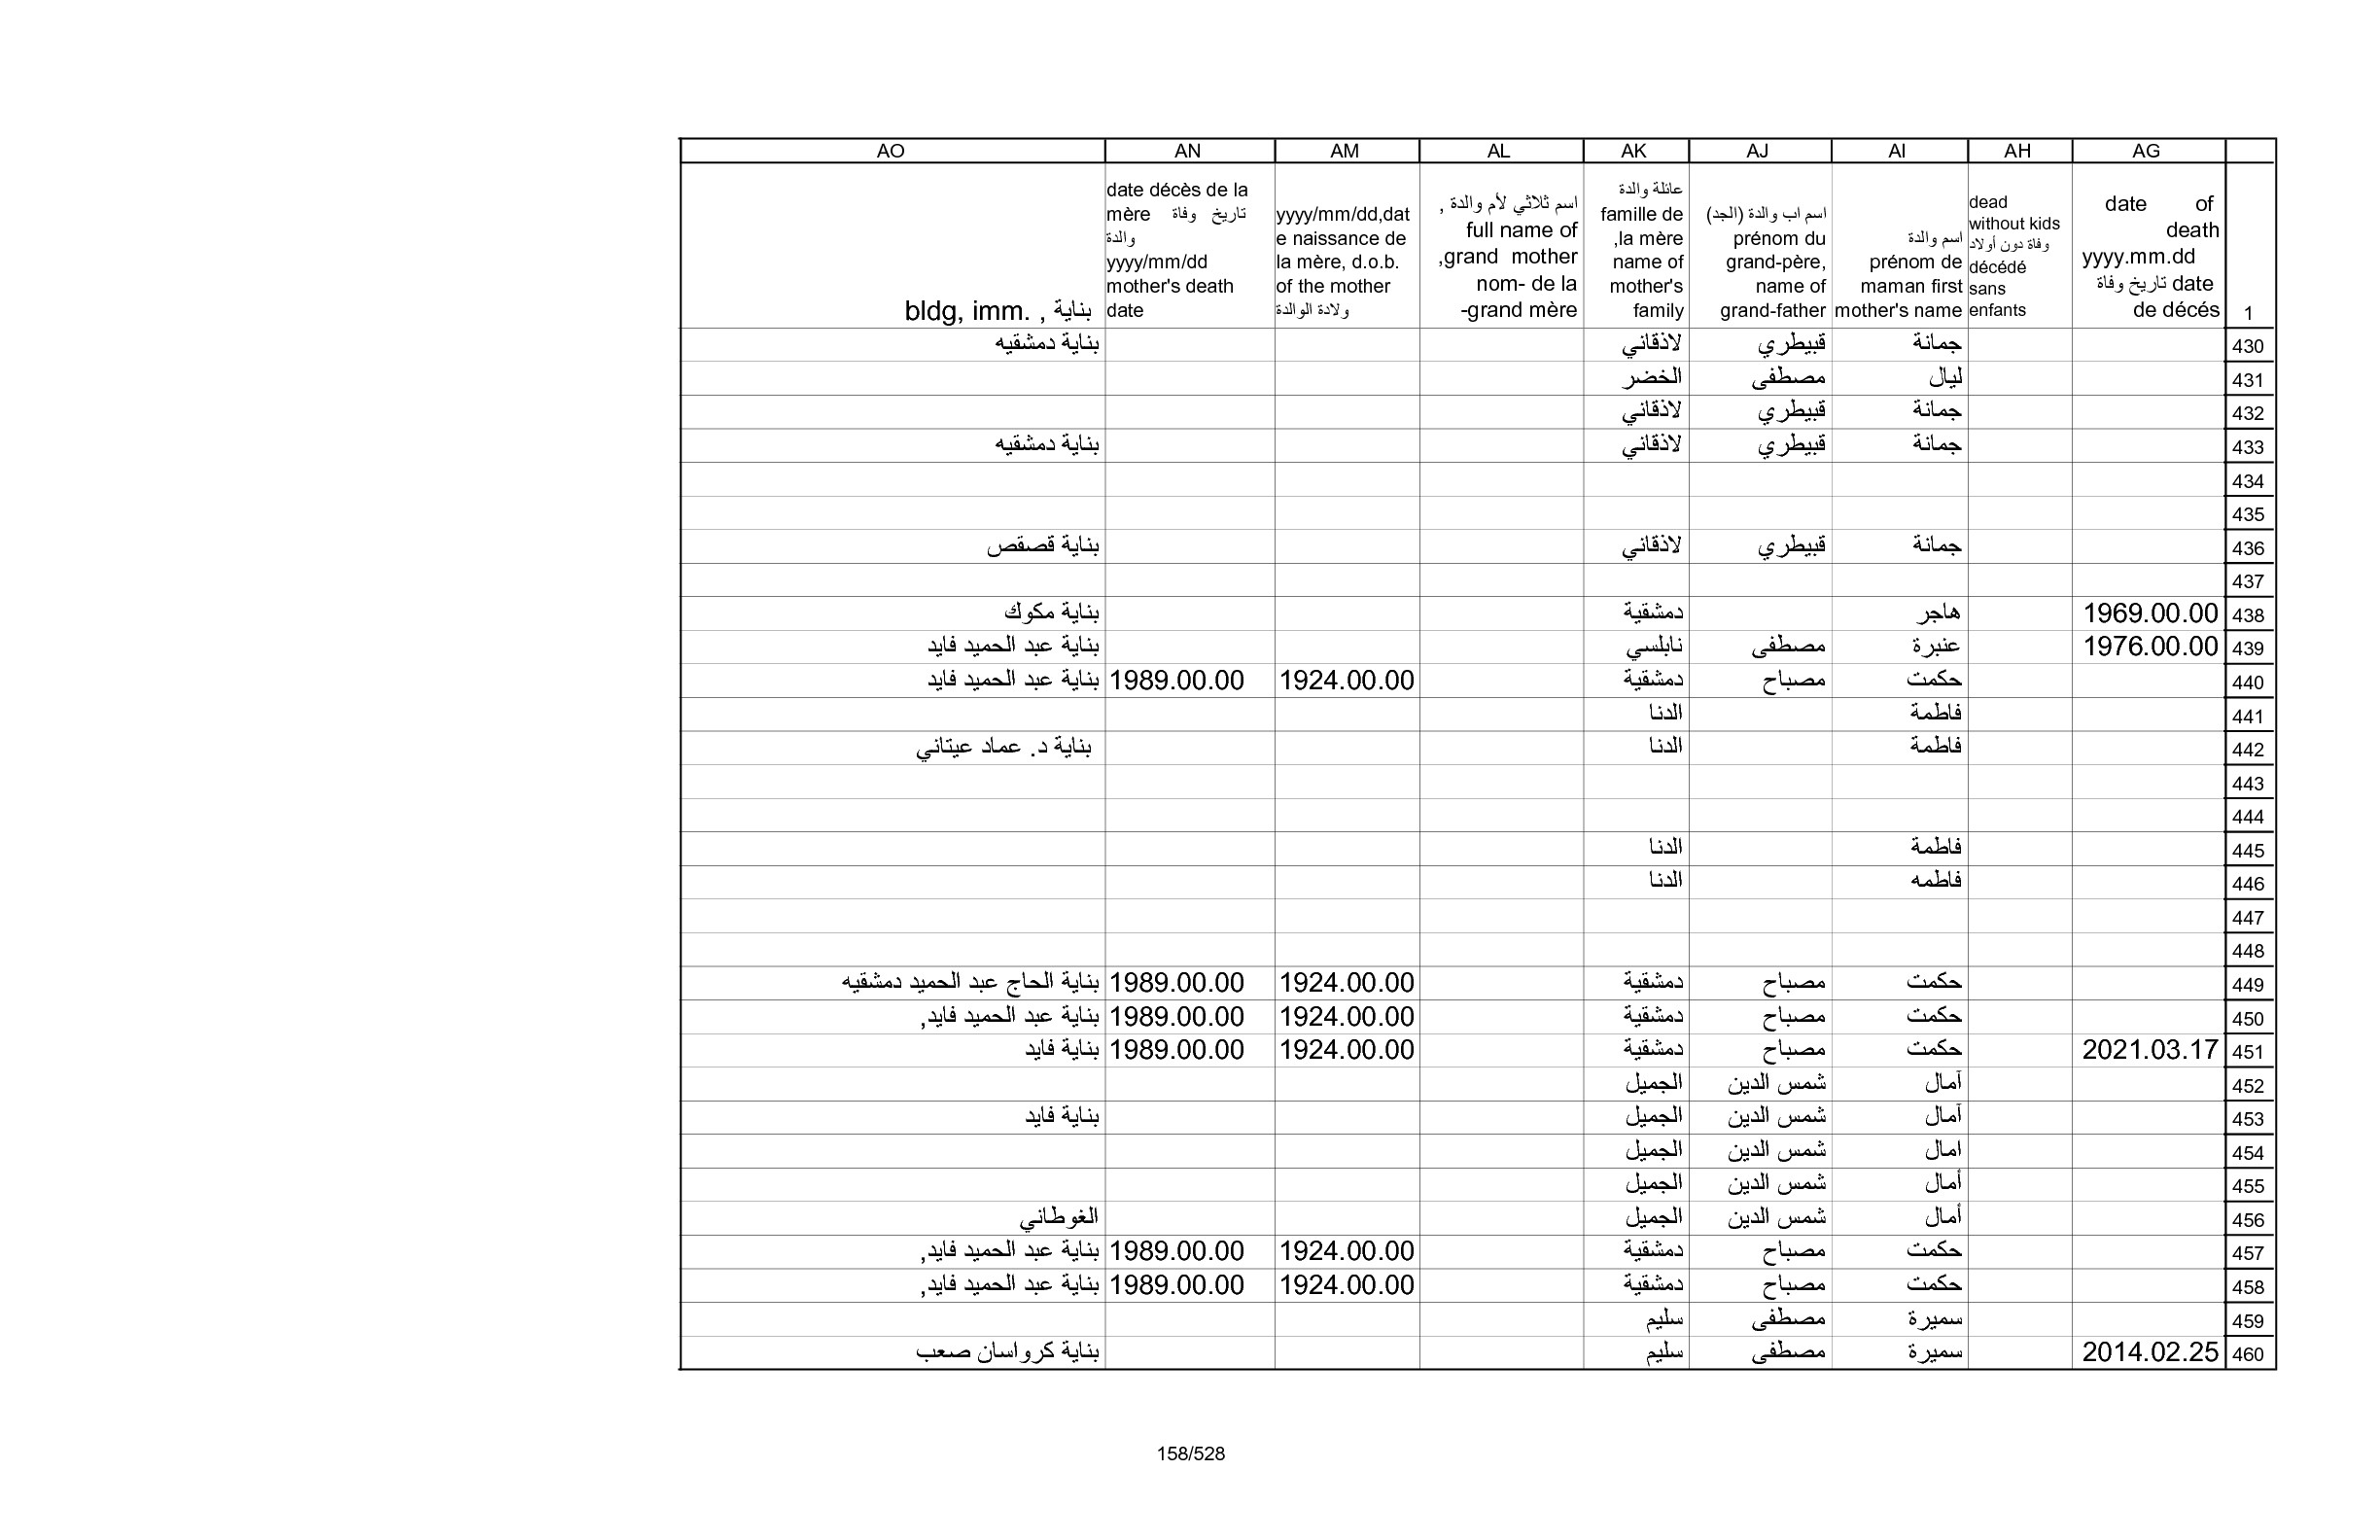 AG AH AI AJ AK AL AM AN AO
1 date of death yyyy.mm.dd تاريخ وفاة date de décés
dead without kids وفاة دون أولاد décédé sans enfants
اسم والدة prénom de maman first mother's name
اسم اب والدة (الجد) prénom du grand-père, name of grand-father
عائلة والدة famille de la mère, name of mother's family
اسم ثلاثي لأم والدة , full name of grand mother, nom- de la grand mère-
yyyy/mm/dd,date naissance de la mère, d.o.b. of the mother ولادة الوالدة
date décès de la mère تاريخ وفاة والدة yyyy/mm/dd mother's death date
بناية , bldg, imm.
430 جمانة قبيطري لاذقاني بناية دمشقيه
431 ليال مصطفى الخضر
432 جمانة قبيطري لاذقاني
433 جمانة قبيطري لاذقاني بناية دمشقيه
434
435
436 جمانة قبيطري لاذقاني بناية قصقص
437
438 1969.00.00 هاجر دمشقية بناية مكوك
439 1976.00.00 عنبرة مصطفى نابلسي بناية عبد الحميد فايد
440 حكمت مصباح دمشقية 1924.00.00 1989.00.00 بناية عبد الحميد فايد
441 فاطمة الدنا
442 فاطمة الدنا بناية د. عماد عيتاني
443
444
445 فاطمة الدنا
446 فاطمه الدنا
447
448
449 حكمت مصباح دمشقية 1924.00.00 1989.00.00 بناية الحاج عبد الحميد دمشقيه
450 حكمت مصباح دمشقية 1924.00.00 1989.00.00 بناية عبد الحميد فايد,
451 2021.03.17 حكمت مصباح دمشقية 1924.00.00 1989.00.00 بناية فايد
452 آمال شمس الدين الجميل
453 آمال شمس الدين الجميل بناية فايد
454 امال شمس الدين الجميل
455 أمال شمس الدين الجميل
456 أمال شمس الدين الجميل الغوطاني
457 حكمت مصباح دمشقية 1924.00.00 1989.00.00 بناية عبد الحميد فايد,
458 حكمت مصباح دمشقية 1924.00.00 1989.00.00 بناية عبد الحميد فايد,
459 سميرة مصطفى سليم
460 2014.02.25 سميرة مصطفى سليم بناية كرواسان صعب
158/528